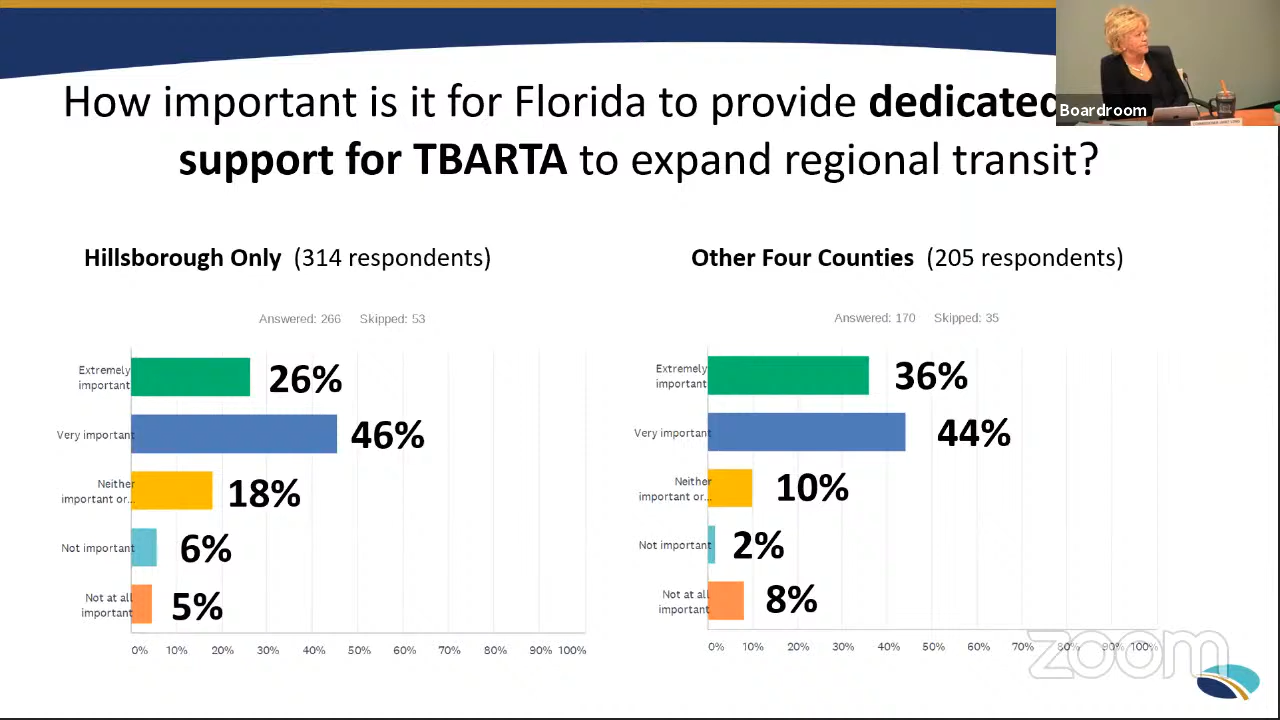 How important is it for Florida to provide dedicated
support for TBARTA to expand regional transit?
Boardroom
Hillsborough Only (314 respondents)
Other Four Counties (205 respondents)
Answered: 266 Skipped: 53
Extremely
important
26%
Very important
46%
Neither
important or...
18%
Not important
6%
Not at all
important
5%
0% 10% 20% 30% 40% 50% 60% 70% 80% 90% 100%
Answered: 170 Skipped: 35
Extremely
important
36%
Very important
44%
Neither
important or...
10%
Not important
2%
Not at all
important
8%
0% 10% 20% 30% 40% 50% 60% 70% 80% 90% 100%
zoom